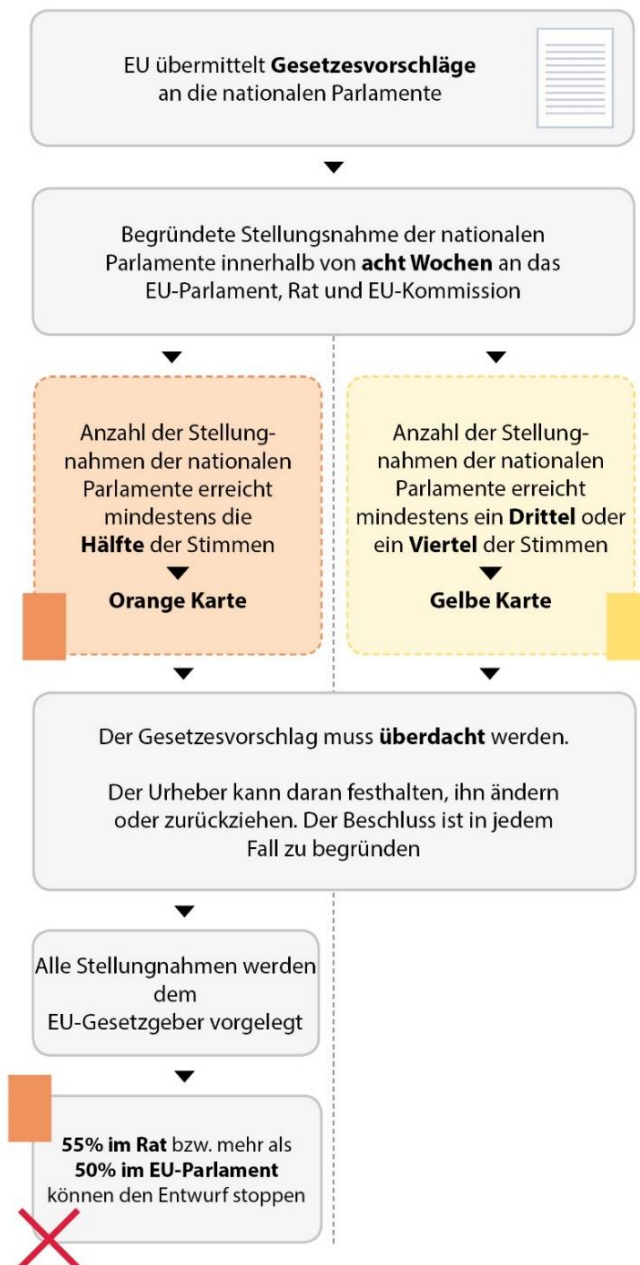 EU übermittelt Gesetzesvorschläge
an die nationalen Parlamente
Begründete Stellungsnahme der nationalen
Parlamente innerhalb von acht Wochen an das
EU-Parlament, Rat und EU-Kommission
Anzahl der Stellung-
nahmen der nationalen
Parlamente erreicht
mindestens die
Hälfte der Stimmen
Orange Karte
Anzahl der Stellung-
nahmen der nationalen
Parlamente erreicht
mindestens ein Drittel oder
ein Viertel der Stimmen
Gelbe Karte
Der Gesetzesvorschlag muss überdacht werden.
Der Urheber kann daran festhalten, ihn ändern
oder zurückziehen. Der Beschluss ist in jedem
Fall zu begründen
Alle Stellungnahmen werden
dem
EU-Gesetzgeber vorgelegt
55% im Rat bzw. mehr als
50% im EU-Parlament
können den Entwurf stoppen